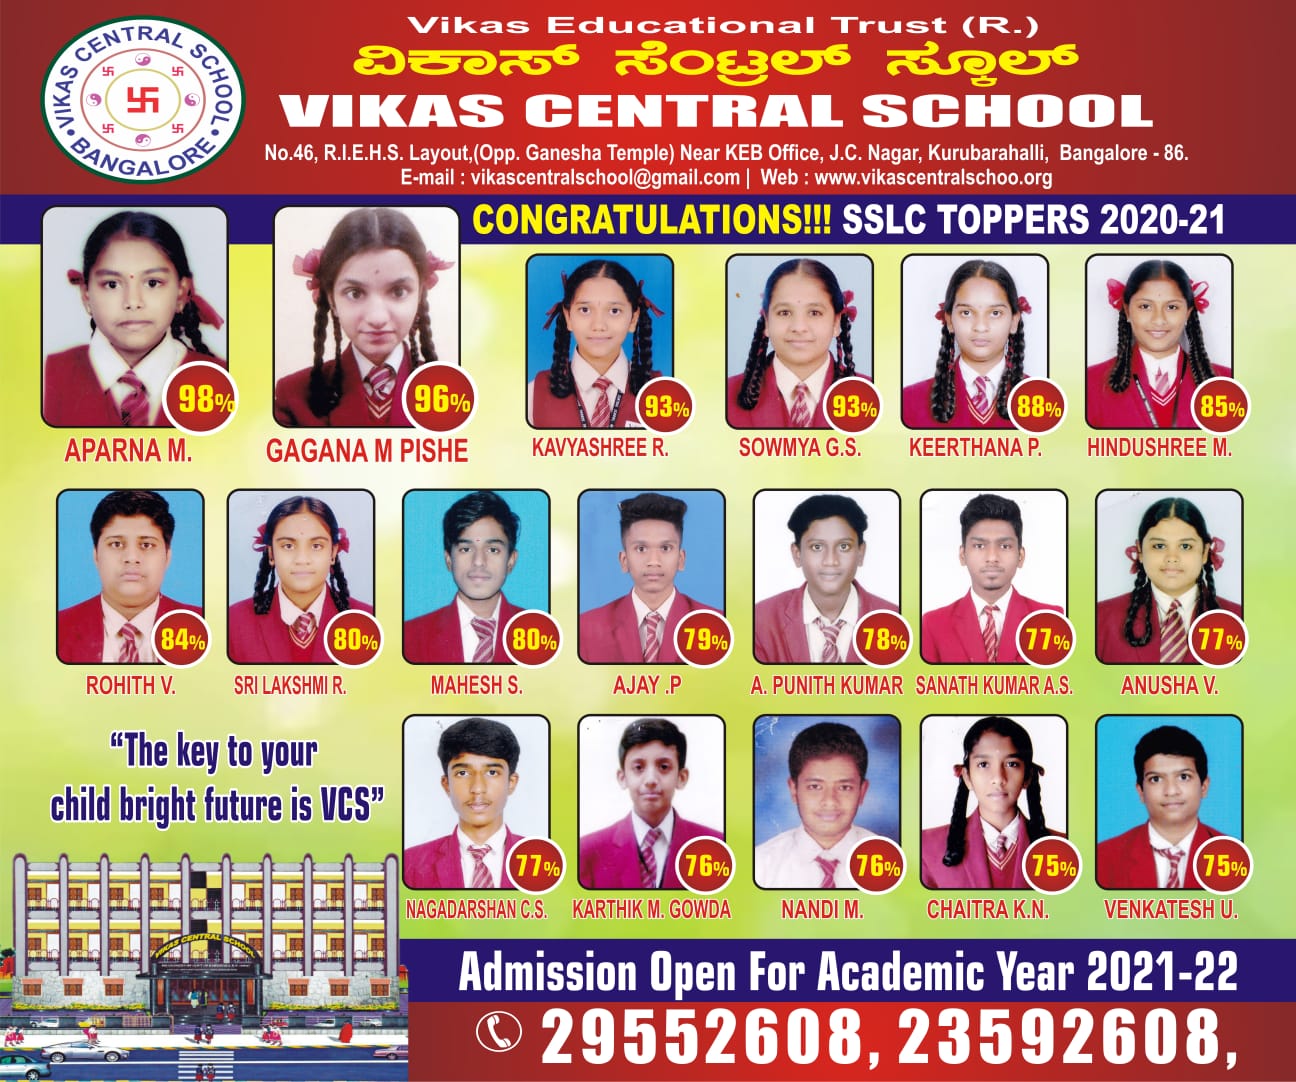 Vikas Educational Trust (R.)
ವಿಕಾಸ್ ಸೆಂಟ್ರಲ್ ಸ್ಕೂಲ್
VIKAS CENTRAL SCHOOL
VIKAS CENTRAL SCHOOL
• BANGALORE •
No.46, R.I.E.H.S. Layout,(Opp. Ganesha Temple) Near KEB Office, J.C. Nagar, Kurubarahalli, Bangalore - 86.
E-mail : vikascentralschool@gmail.com | Web : www.vikascentralschoo.org
CONGRATULATIONS!!! SSLC TOPPERS 2020-21
98% 96% 93% 93% 88% 85%
APARNA M. GAGANA M PISHE KAVYASHREE R. SOWMYA G.S. KEERTHANA P. HINDUSHREE M.
84% 80% 80% 79% 78% 77% 77%
ROHITH V. SRI LAKSHMI R. MAHESH S. AJAY .P A. PUNITH KUMAR SANATH KUMAR A.S. ANUSHA V.
"The key to your
child bright future is VCS"
77% 76% 76% 75% 75%
NAGADARSHAN C.S. KARTHIK M. GOWDA NANDI M. CHAITRA K.N. VENKATESH U.
VIKAS CENTRAL SCHOOL
Admission Open For Academic Year 2021-22
29552608, 23592608,